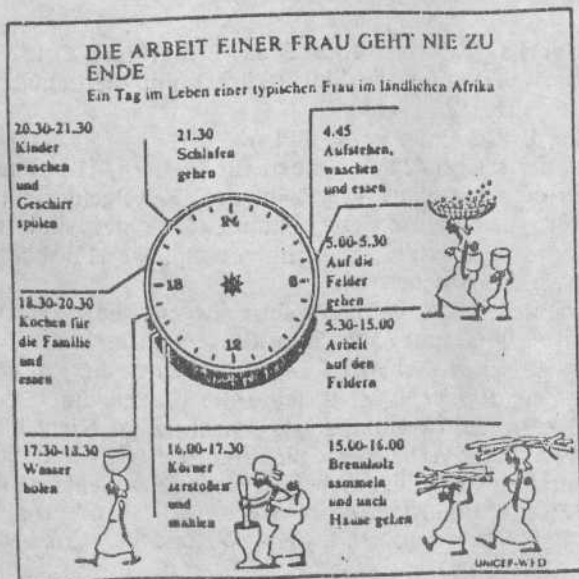 DIE ARBEIT EINER FRAU GEHT NIE ZU
ENDE
Ein Tag im Leben einer typischen Frau im ländlichen Afrika
20.30-21.30
Kinder
waschen
und
Geschirr
spülen
21.30
Schlafen
gehen
4.45
Aufstehen,
waschen
und essen
5.00-5.30
Auf die
Felder
gehen
5.30-15.00
Arbeit
auf den
Feldern
24
18
6
12
18.30-20.30
Kochen für
die Familie
und
essen
17.30-18.30
Wasser
holen
16.00-17.30
Körner
zerstoßen
und
mahlen
15.00-16.00
Brennholz
sammeln
und nach
Hause gehen
UNICEF-WFD